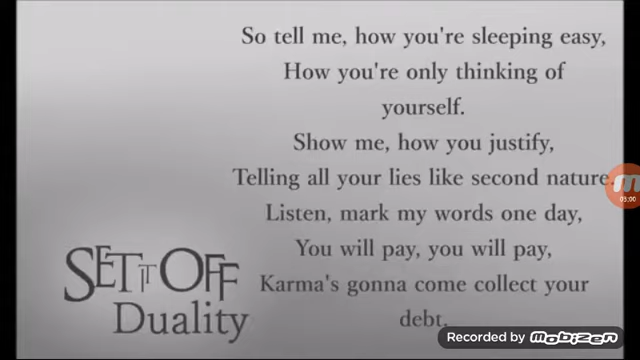 So tell me, how you're sleeping easy,
How you're only thinking of
yourself.
Show me, how you justify,
Telling all your lies like second nature.
Listen, mark my words one day,
You will pay, you will pay,
Karma's gonna come collect your
debt.
SET IT OFF
Duality
05:00
Recorded by mobizen